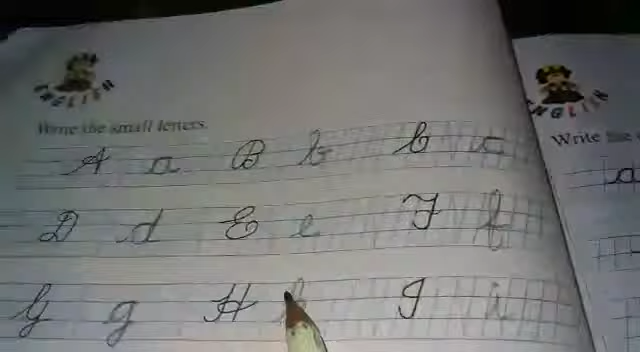 ENGLISH
ENGLISH
Write the small letters.
Write the
A a B b C c
d
D d E e F f
G g H h I i